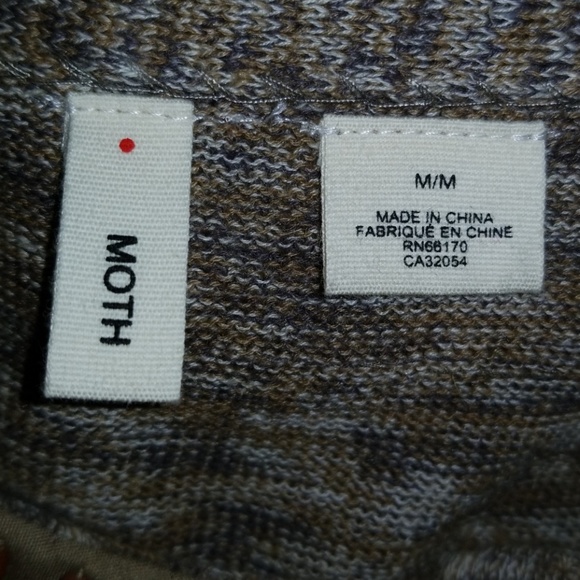 MOTH
M/M
MADE IN CHINA
FABRIQUÉ EN CHINE
RN66170
CA32054